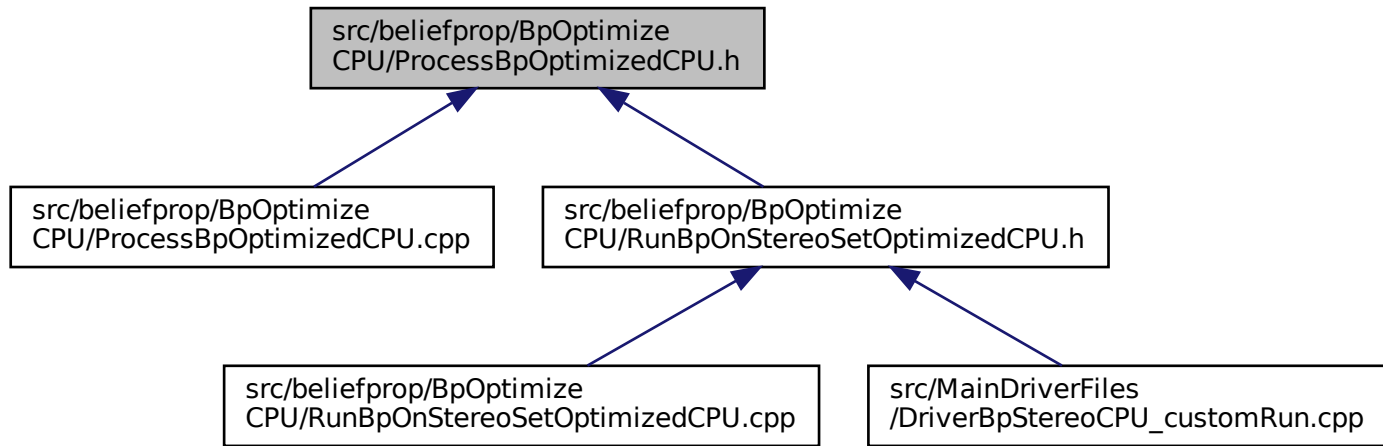 src/beliefprop/BpOptimize
CPU/ProcessBpOptimizedCPU.h
src/beliefprop/BpOptimize
CPU/ProcessBpOptimizedCPU.cpp
src/beliefprop/BpOptimize
CPU/RunBpOnStereoSetOptimizedCPU.h
src/beliefprop/BpOptimize
CPU/RunBpOnStereoSetOptimizedCPU.cpp
src/MainDriverFiles
/DriverBpStereoCPU_customRun.cpp